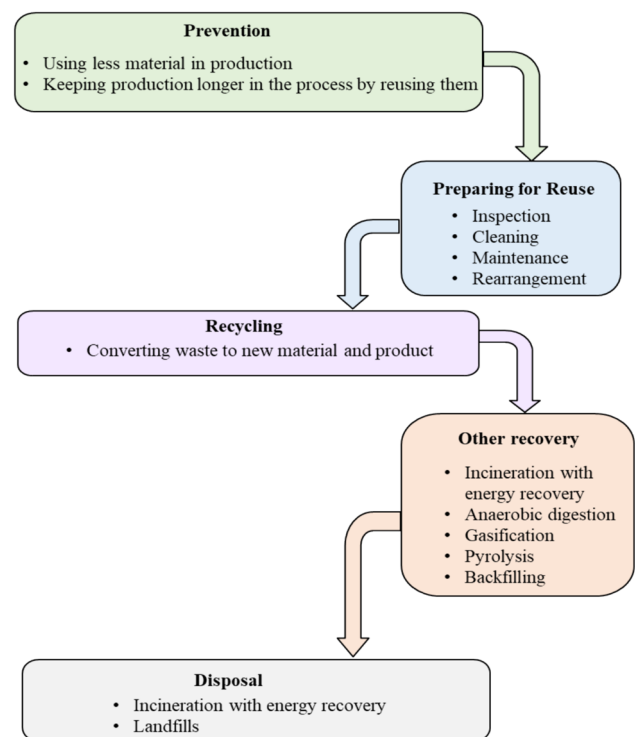 Prevention
• Using less material in production
• Keeping production longer in the process by reusing them
Preparing for Reuse
• Inspection
• Cleaning
• Maintenance
• Rearrangement
Recycling
• Converting waste to new material and product
Other recovery
• Incineration with
energy recovery
• Anaerobic digestion
• Gasification
• Pyrolysis
• Backfilling
Disposal
• Incineration with energy recovery
• Landfills